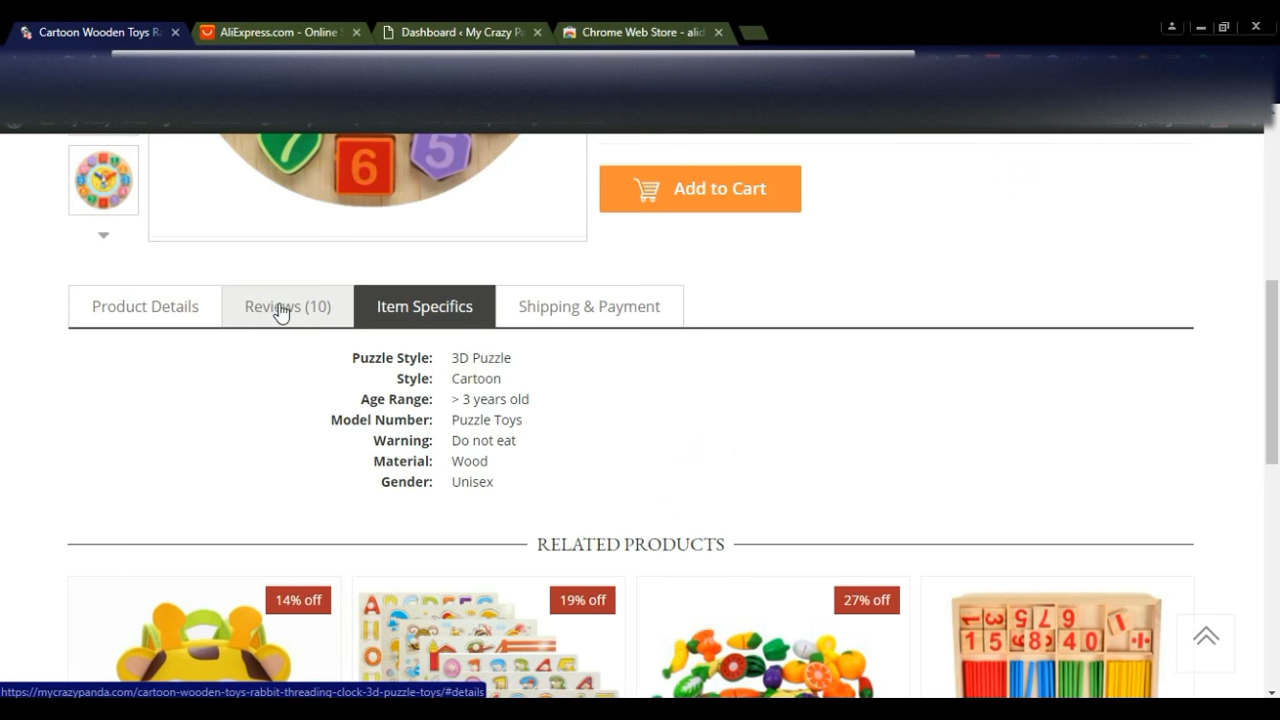 Cartoon Wooden Toys R
AliExpress.com - Online
Dashboard ‹ My Crazy P
Chrome Web Store - alid
7
6
5
Add to Cart
Product Details
Reviews (10)
Item Specifics
Shipping & Payment
Puzzle Style: 3D Puzzle
Style: Cartoon
Age Range: > 3 years old
Model Number: Puzzle Toys
Warning: Do not eat
Material: Wood
Gender: Unisex
RELATED PRODUCTS
14% off
19% off
27% off
https://mycrazypanda.com/cartoon-wooden-toys-rabbit-threading-clock-3d-puzzle-toys/#details